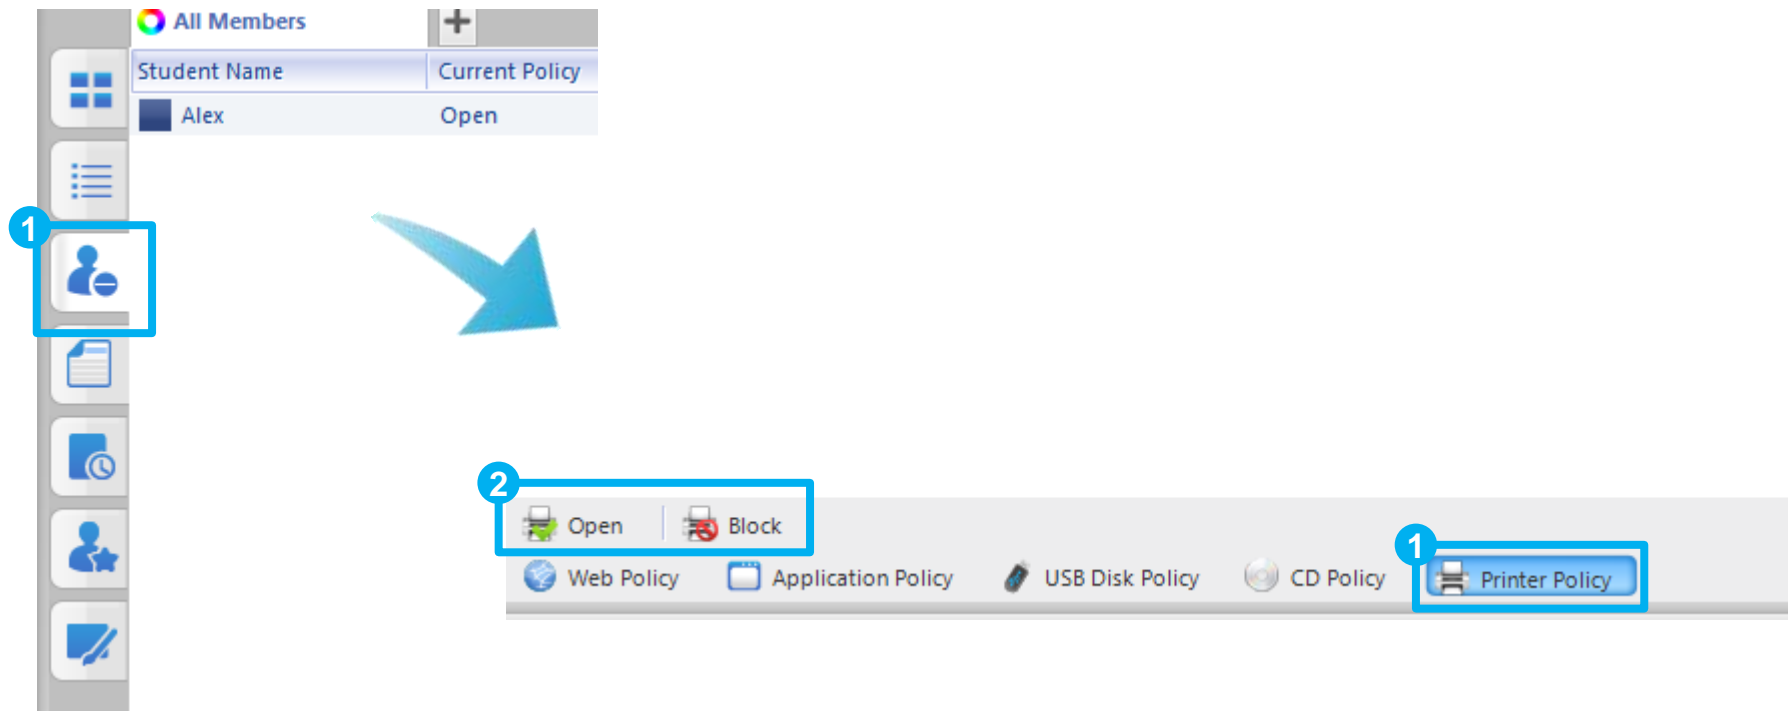 All Members
Student Name Current Policy
Alex Open
1
2
Open Block
1
Web Policy Application Policy USB Disk Policy CD Policy Printer Policy